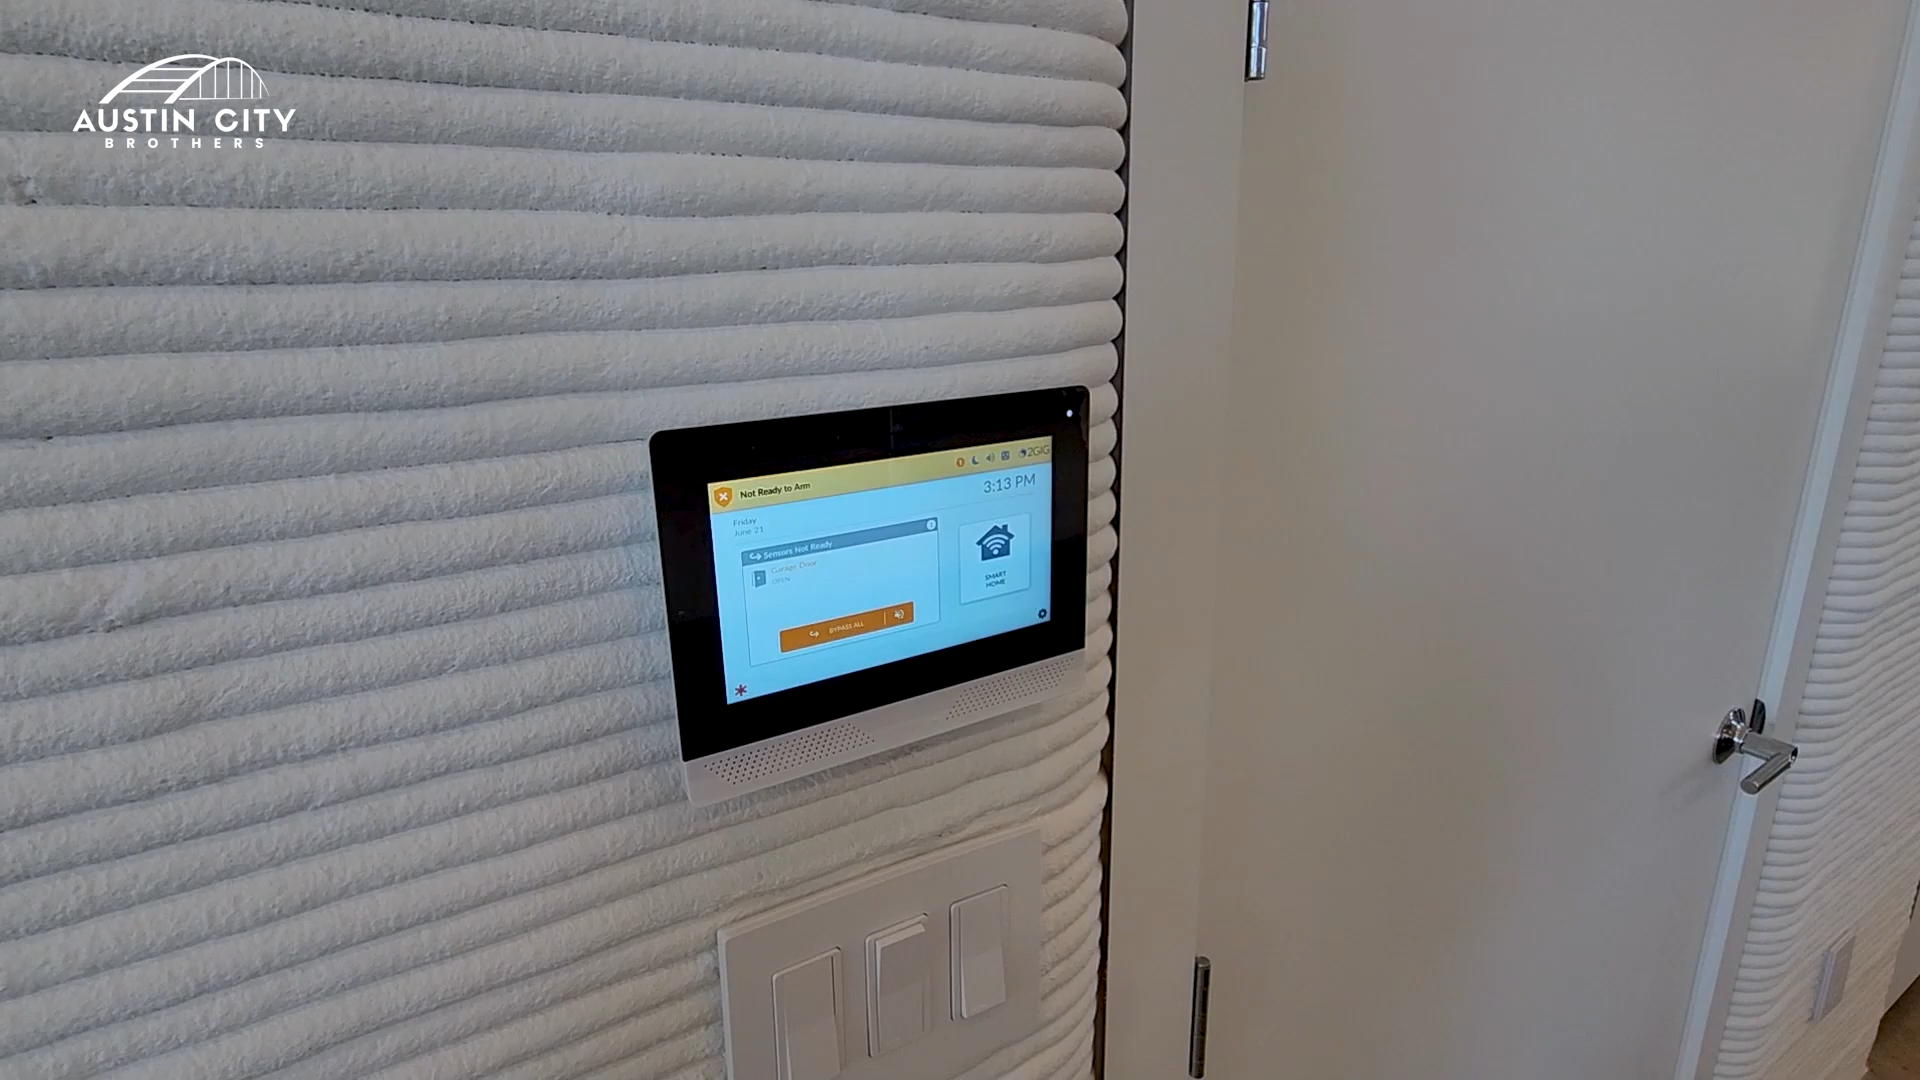 AUSTIN CITY
BROTHERS
2GIG
Not Ready to Arm
3:13 PM
Friday
June 21
Sensors Not Ready
Garage Door
OPEN
SMART
HOME
BYPASS ALL